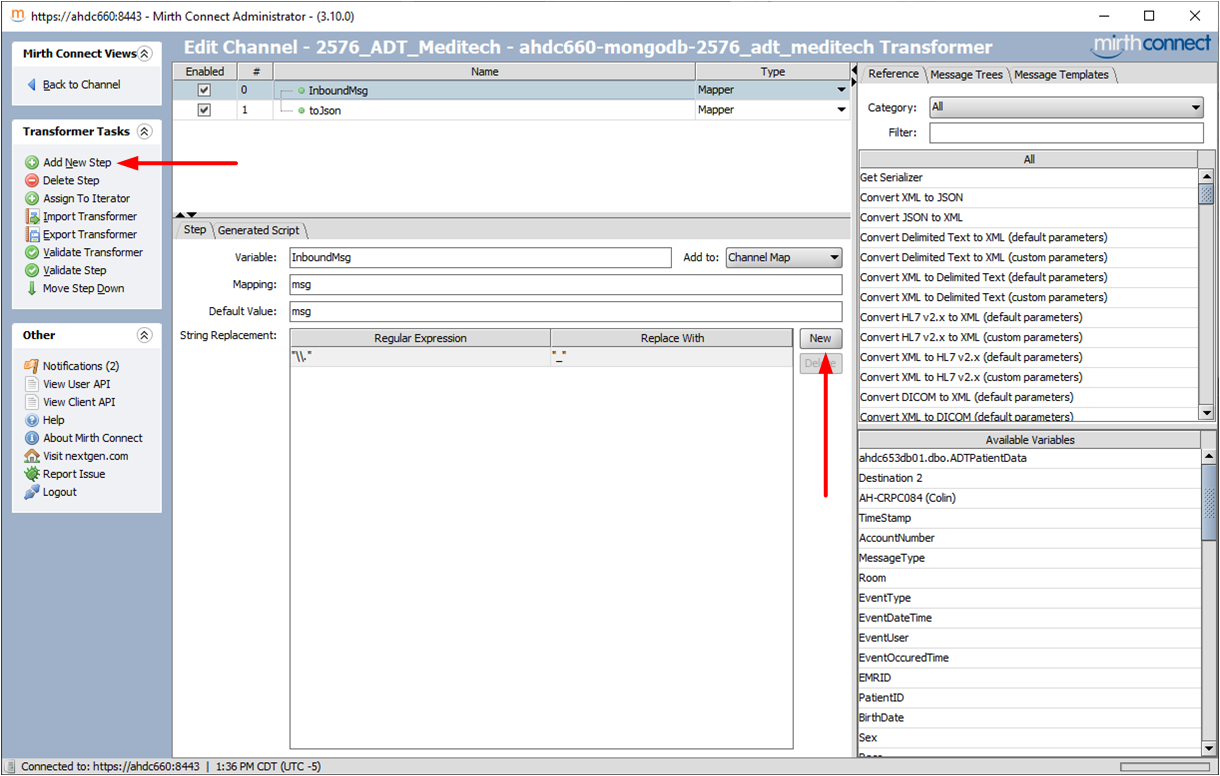 https://ahdc660:8443 - Mirth Connect Administrator - (3.10.0)
Mirth Connect Views
Back to Channel
Transformer Tasks
Add New Step
Delete Step
Assign To Iterator
Import Transformer
Export Transformer
Validate Transformer
Validate Step
Move Step Down
Other
Notifications (2)
View User API
View Client API
Help
About Mirth Connect
Visit nextgen.com
Report Issue
Logout
Edit Channel - 2576_ADT_Meditech - ahdc660-mongodb-2576_adt_meditech Transformer
mirthconnect
Enabled # Name Type
0 InboundMsg Mapper
1 toJson Mapper
Step Generated Script
Variable: InboundMsg Add to: Channel Map
Mapping: msg
Default Value: msg
String Replacement: Regular Expression Replace With New
"\\." "_"
Delete
Reference Message Trees Message Templates
Category: All
Filter:
All
Get Serializer
Convert XML to JSON
Convert JSON to XML
Convert Delimited Text to XML (default parameters)
Convert Delimited Text to XML (custom parameters)
Convert XML to Delimited Text (default parameters)
Convert XML to Delimited Text (custom parameters)
Convert HL7 v2.x to XML (default parameters)
Convert HL7 v2.x to XML (custom parameters)
Convert XML to HL7 v2.x (default parameters)
Convert XML to HL7 v2.x (custom parameters)
Convert DICOM to XML (default parameters)
Convert XML to DICOM (default parameters)
Available Variables
ahdc653db01.dbo.ADTPatientData
Destination 2
AH-CRPC084 (Colin)
TimeStamp
AccountNumber
MessageType
Room
EventType
EventDateTime
EventUser
EventOccuredTime
EMRID
PatientID
BirthDate
Sex
Connected to: https://ahdc660:8443 | 1:36 PM CDT (UTC -5)